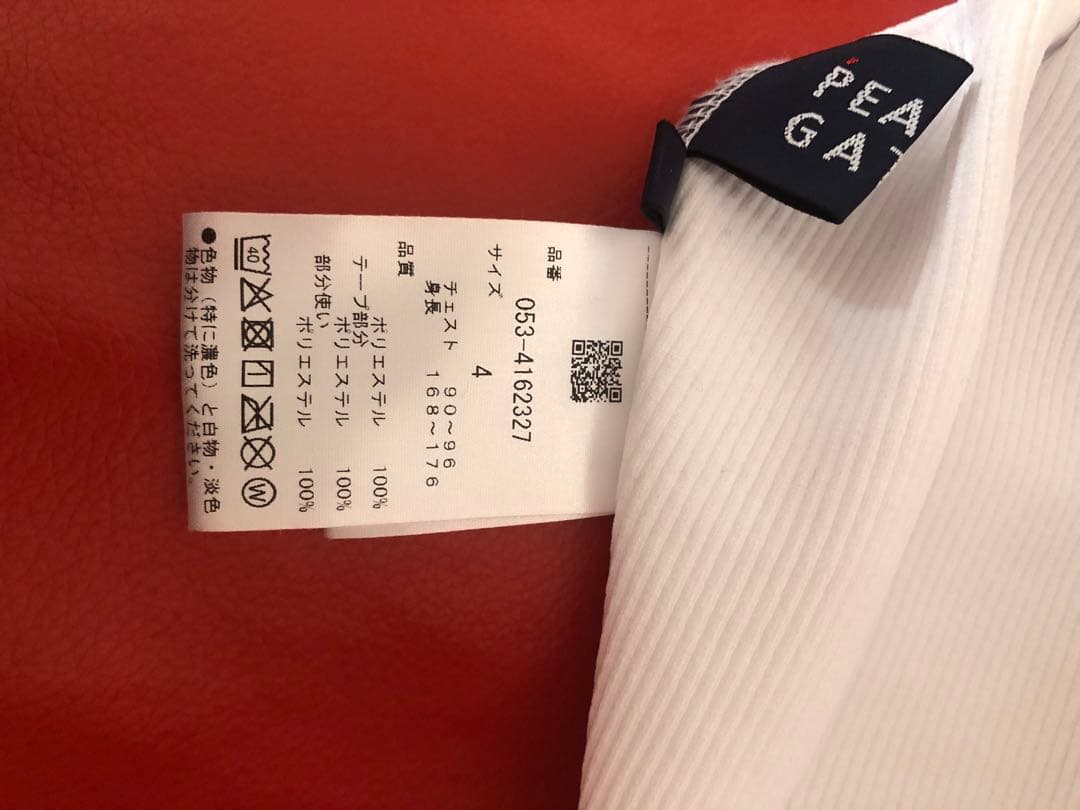 PEA
GA
品番
053-4162327
サイズ
4
チェスト 90~96
身長 168~176
品質
ポリエステル 100%
テープ部分
ポリエステル 100%
部分使い
ポリエステル 100%
40
W
●色物(特に濃色)と白物・淡色
物は分けて洗ってください。